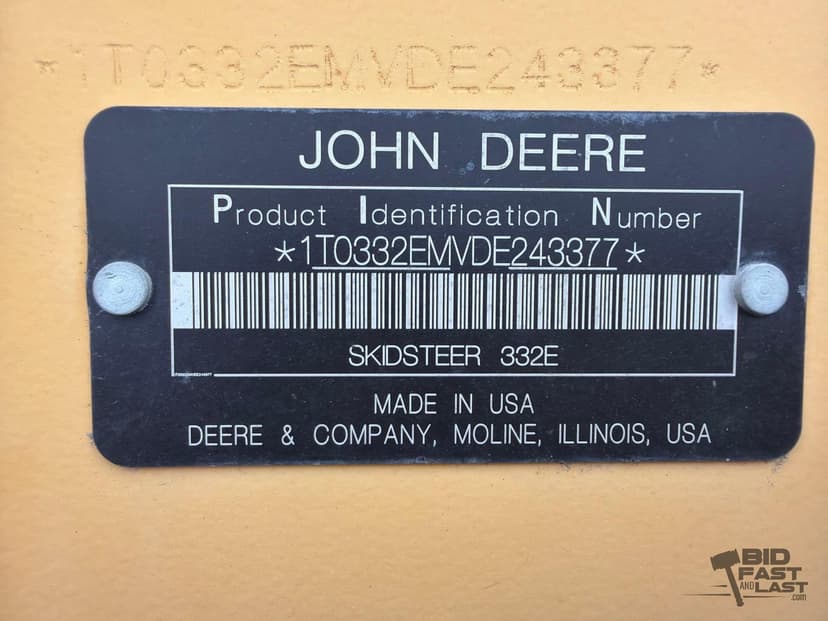 *1T0332EMVDE243377*
JOHN DEERE
Product Identification Number
*1T0332EMVDE243377*
SKIDSTEER 332E
MADE IN USA
DEERE & COMPANY, MOLINE, ILLINOIS, USA
BID
FAST
AND LAST
.com